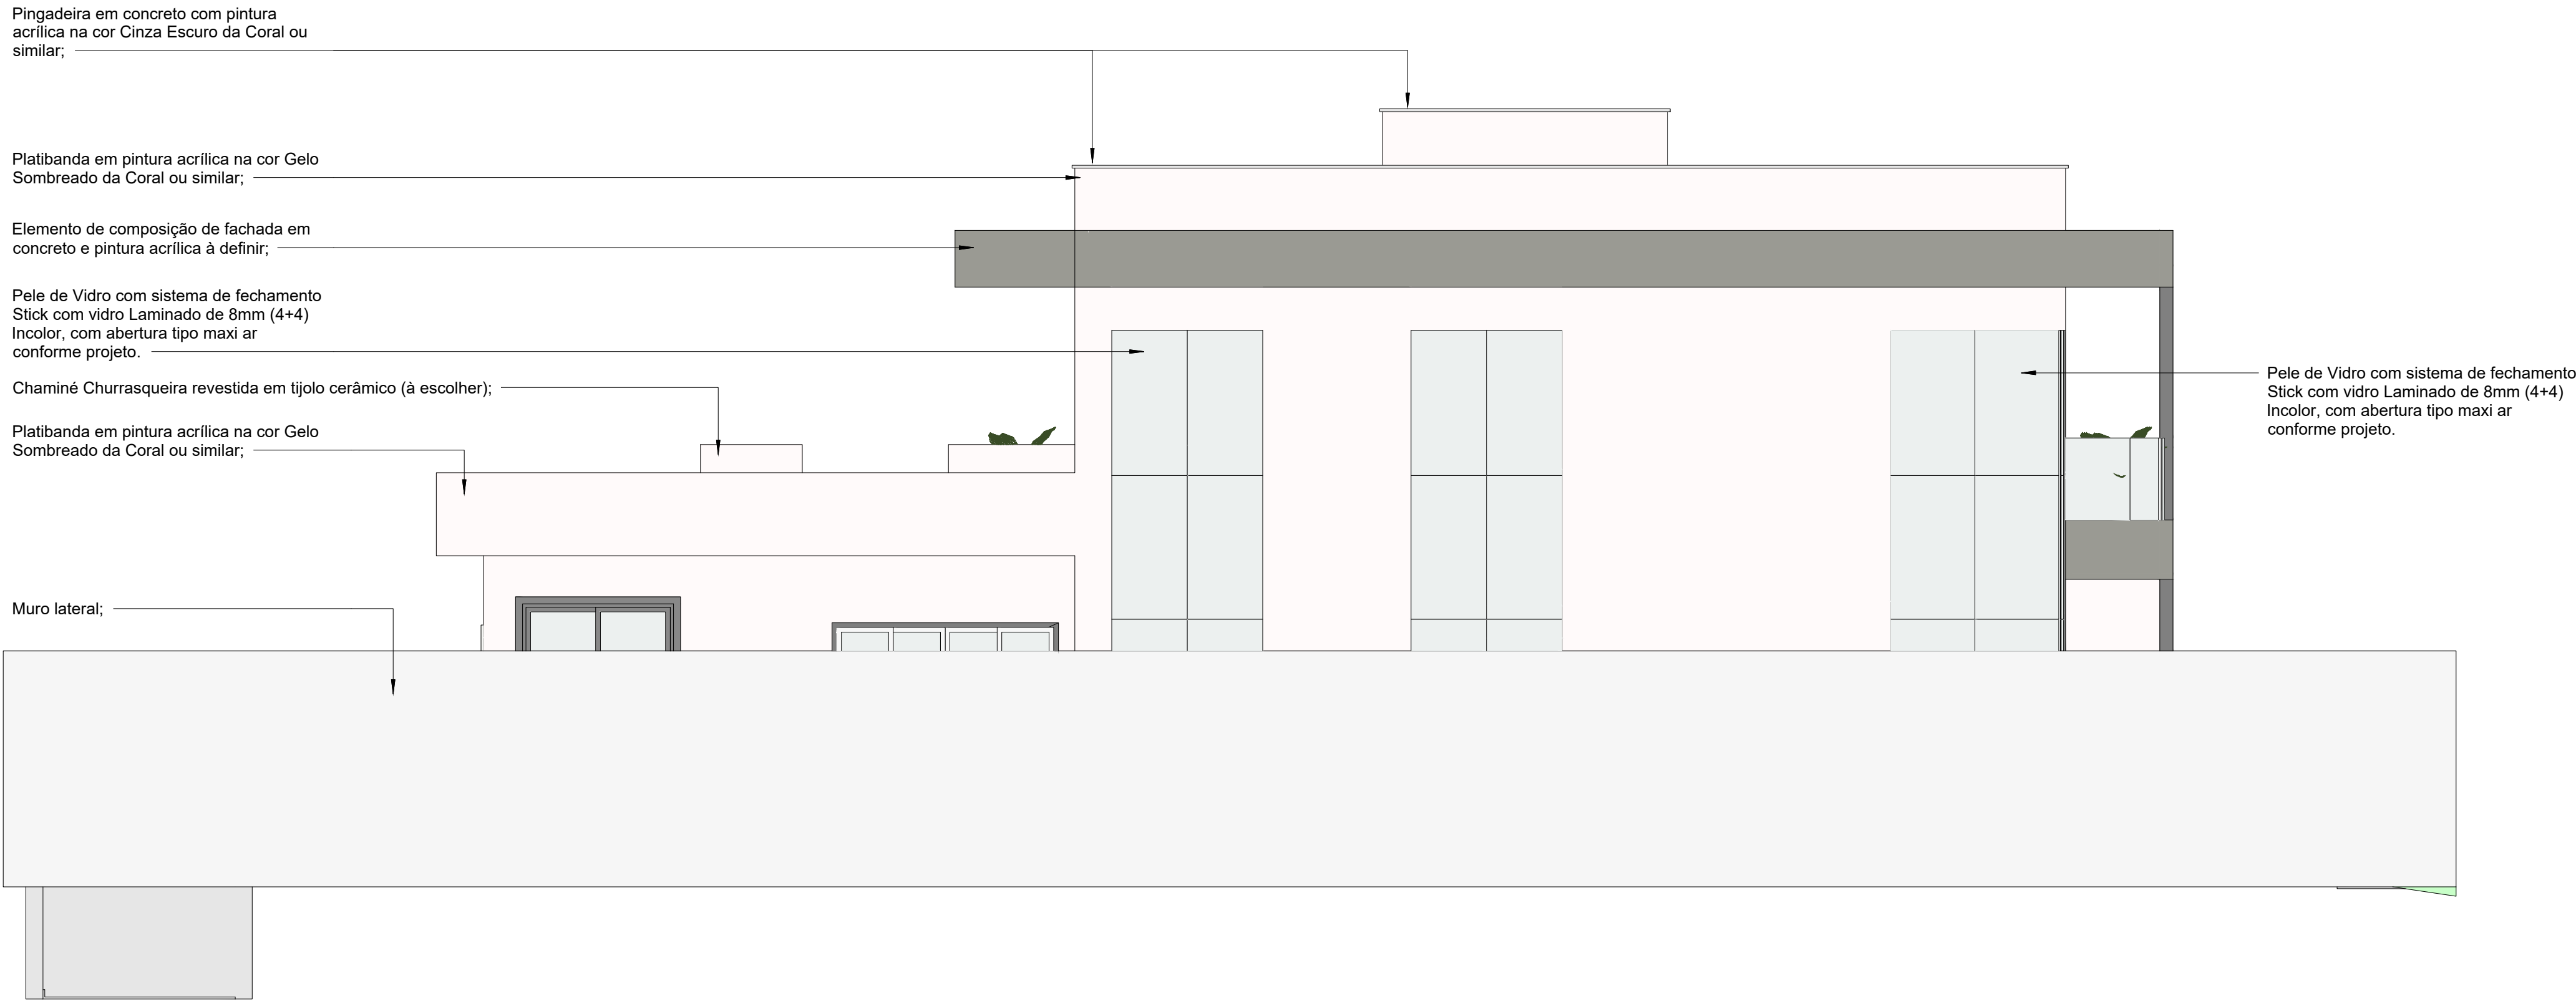 Pingadeira em concreto com pintura
acrílica na cor Cinza Escuro da Coral ou
similar;
Platibanda em pintura acrílica na cor Gelo
Sombreado da Coral ou similar;
Elemento de composição de fachada em
concreto e pintura acrílica à definir;
Pele de Vidro com sistema de fechamento
Stick com vidro Laminado de 8mm (4+4)
Incolor, com abertura tipo maxi ar
conforme projeto.
Chaminé Churrasqueira revestida em tijolo cerâmico (à escolher);
Platibanda em pintura acrílica na cor Gelo
Sombreado da Coral ou similar;
Muro lateral;
Pele de Vidro com sistema de fechamento
Stick com vidro Laminado de 8mm (4+4)
Incolor, com abertura tipo maxi ar
conforme projeto.